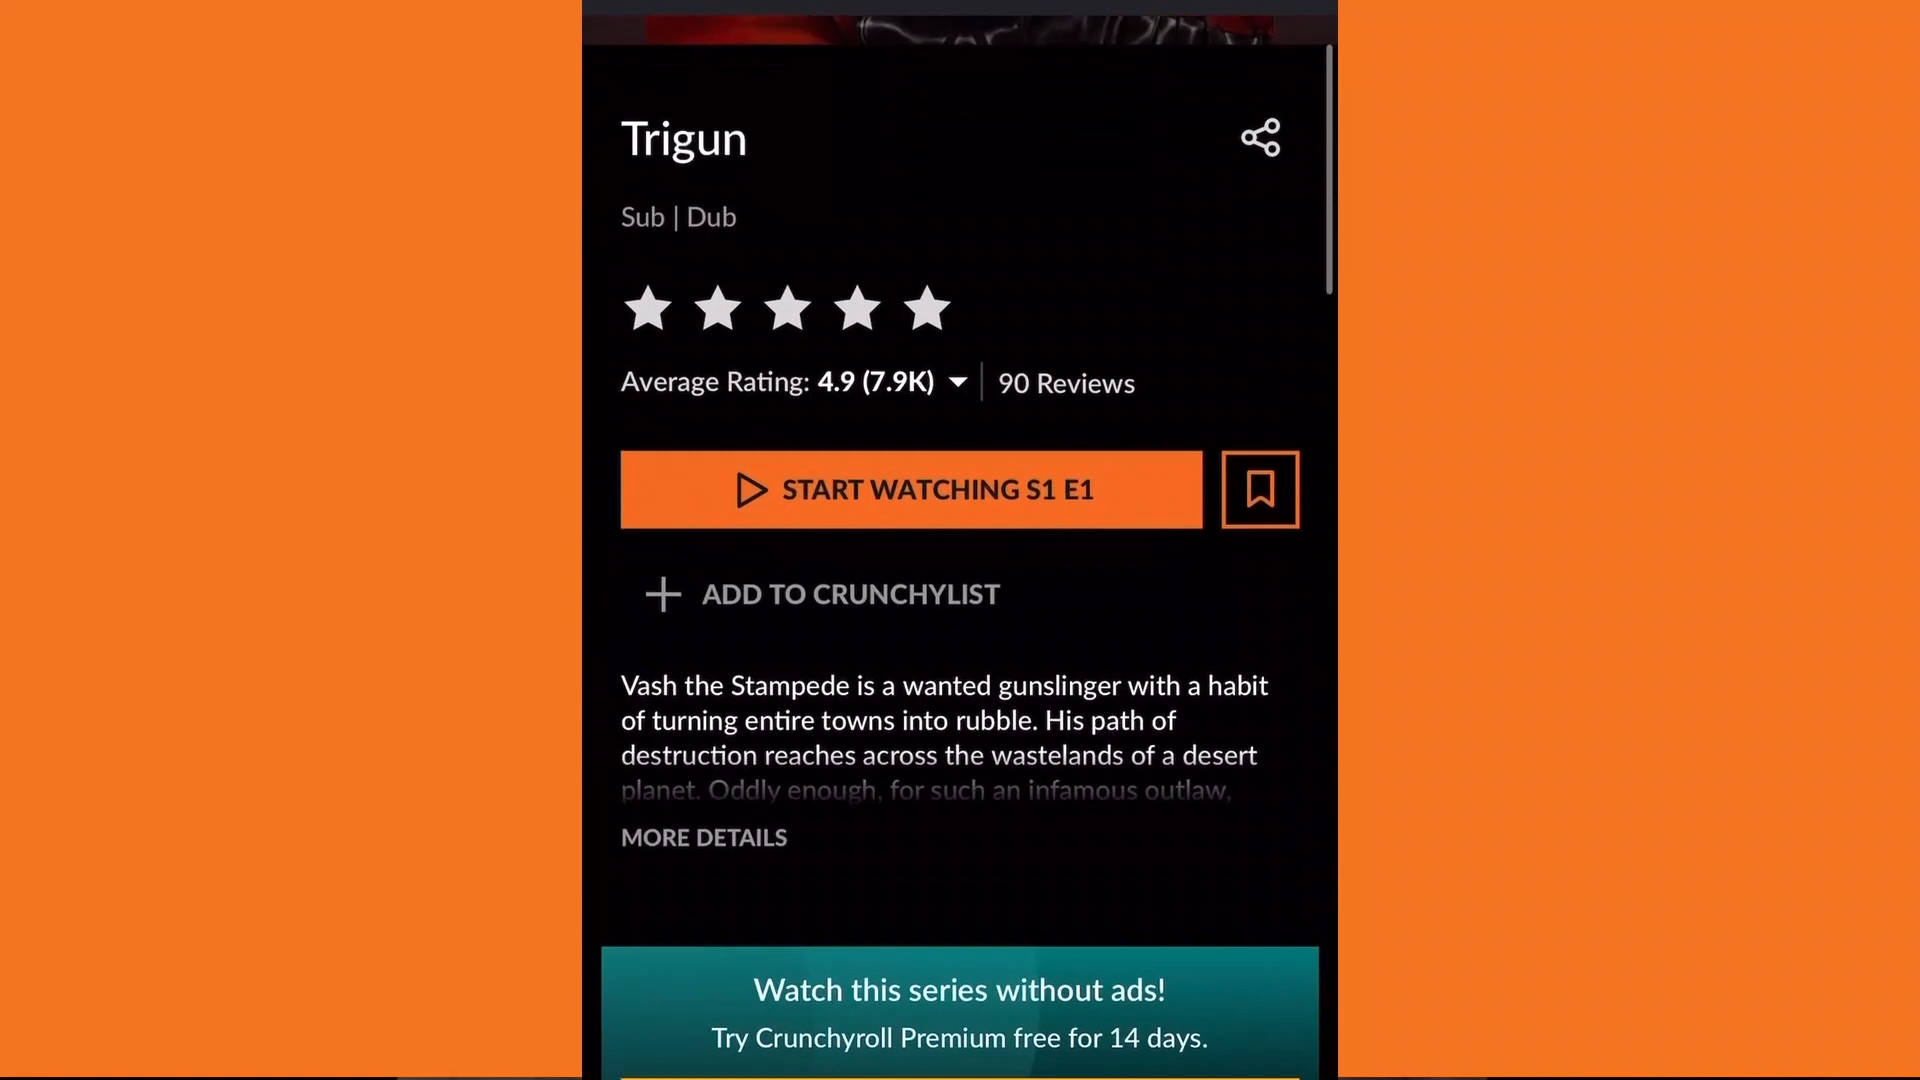 Trigun
Sub | Dub
Average Rating: 4.9 (7.9K)
90 Reviews
START WATCHING S1 E1
ADD TO CRUNCHYLIST
Vash the Stampede is a wanted gunslinger with a habit
of turning entire towns into rubble. His path of
destruction reaches across the wastelands of a desert
planet. Oddly enough, for such an infamous outlaw,
MORE DETAILS
Watch this series without ads!
Try Crunchyroll Premium free for 14 days.